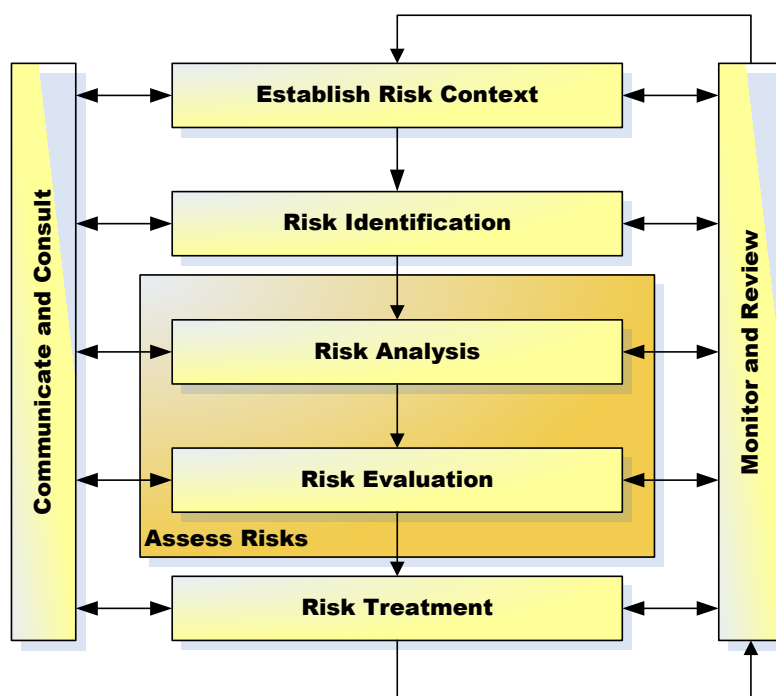 Establish Risk Context
Risk Identification
Risk Analysis
Risk Evaluation
Assess Risks
Risk Treatment
Communicate and Consult
Monitor and Review